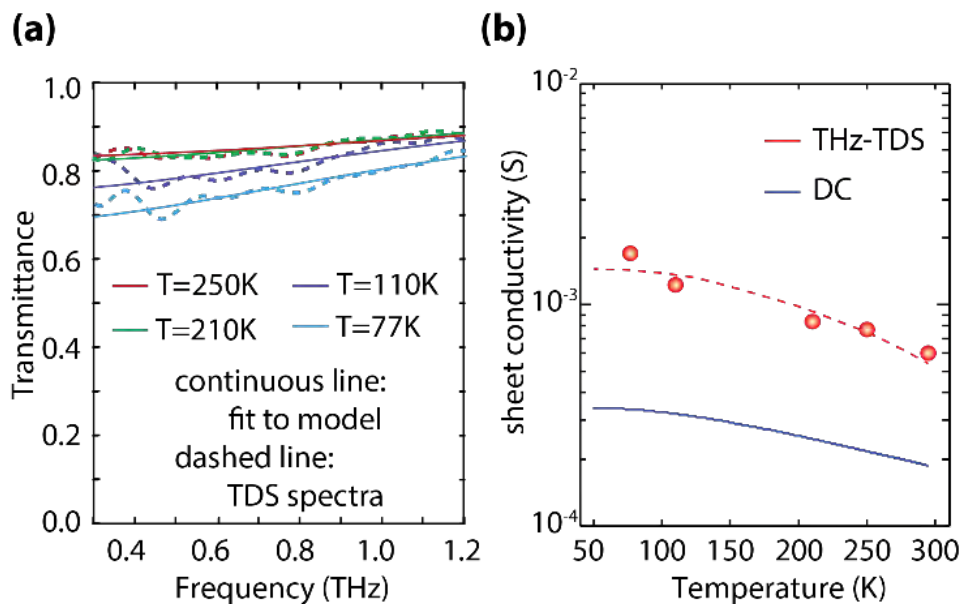 (a)
1.0
0.8
0.6
0.4
0.2
0.0
Transmittance
T=250K
T=110K
T=210K
T=77K
continuous line:
fit to model
dashed line:
TDS spectra
0.4
0.6
0.8
1.0
1.2
Frequency (THz)
(b)
10-2
10-3
10-4
sheet conductivity (S)
THz-TDS
DC
50
100
150
200
250
300
Temperature (K)